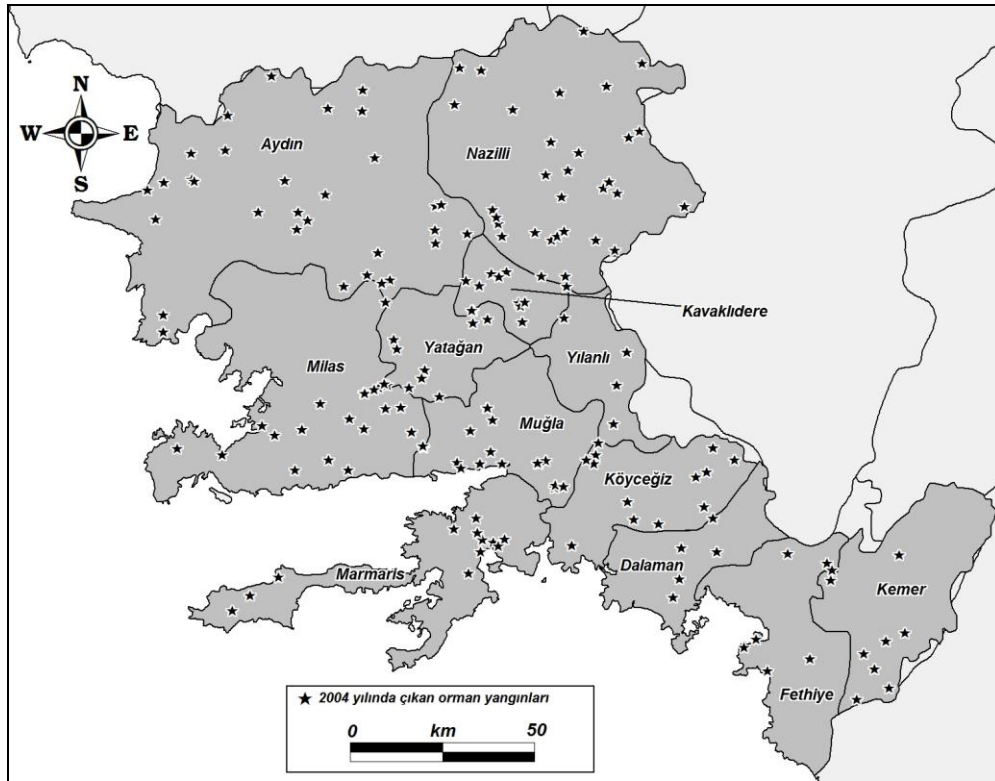 N
W E
S
Aydın
Nazilli
Kavaklıdere
Yatağan
Milas
Yılanlı
Muğla
Köyceğiz
Dalaman
Marmaris
Kemer
Fethiye
2004 yılında çıkan orman yangınları
0 km 50